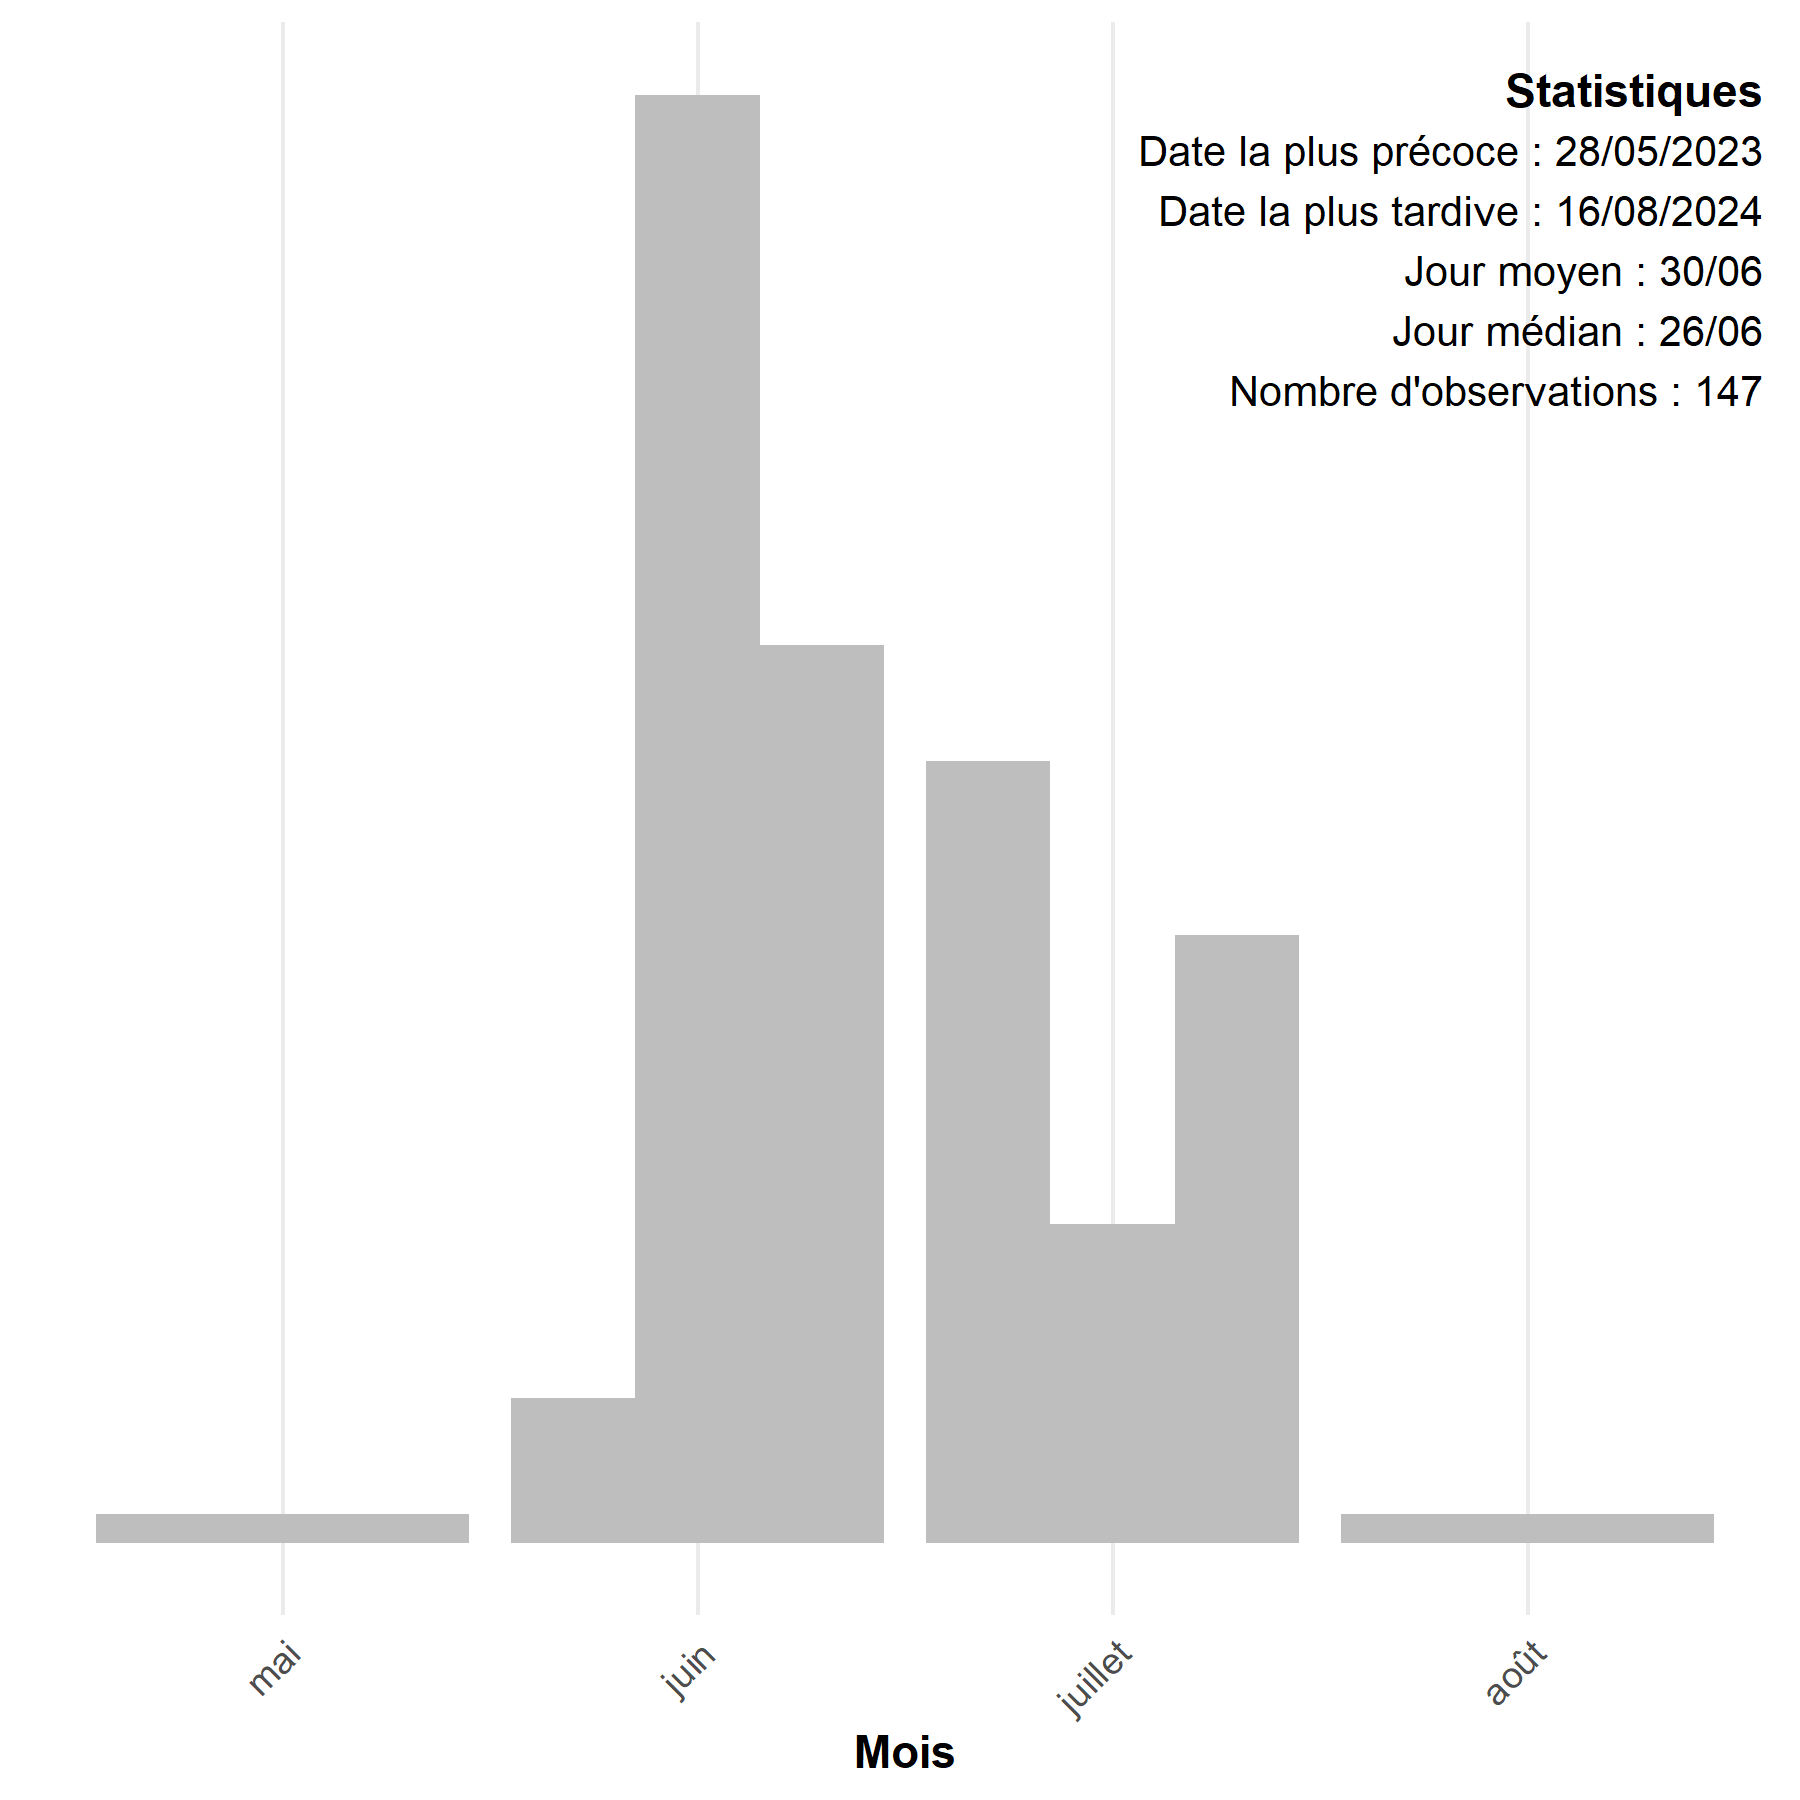 Statistiques
Date la plus précoce : 28/05/2023
Date la plus tardive : 16/08/2024
Jour moyen : 30/06
Jour médian : 26/06
Nombre d'observations : 147
mai
juin
juillet
août
Mois